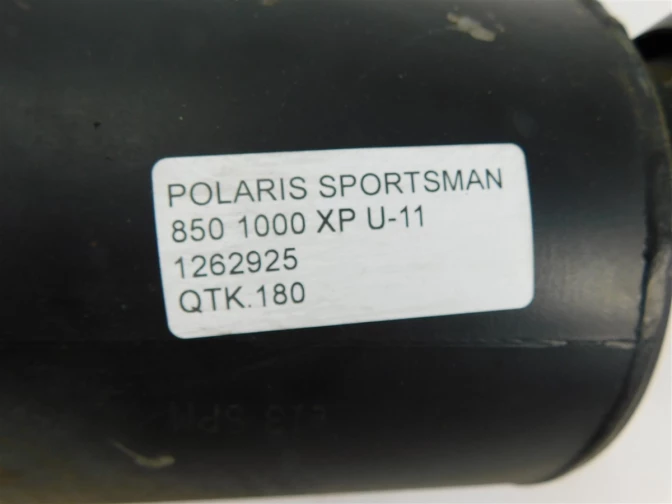 POLARIS SPORTSMAN
850 1000 XP U-11
1262925
QTK.180